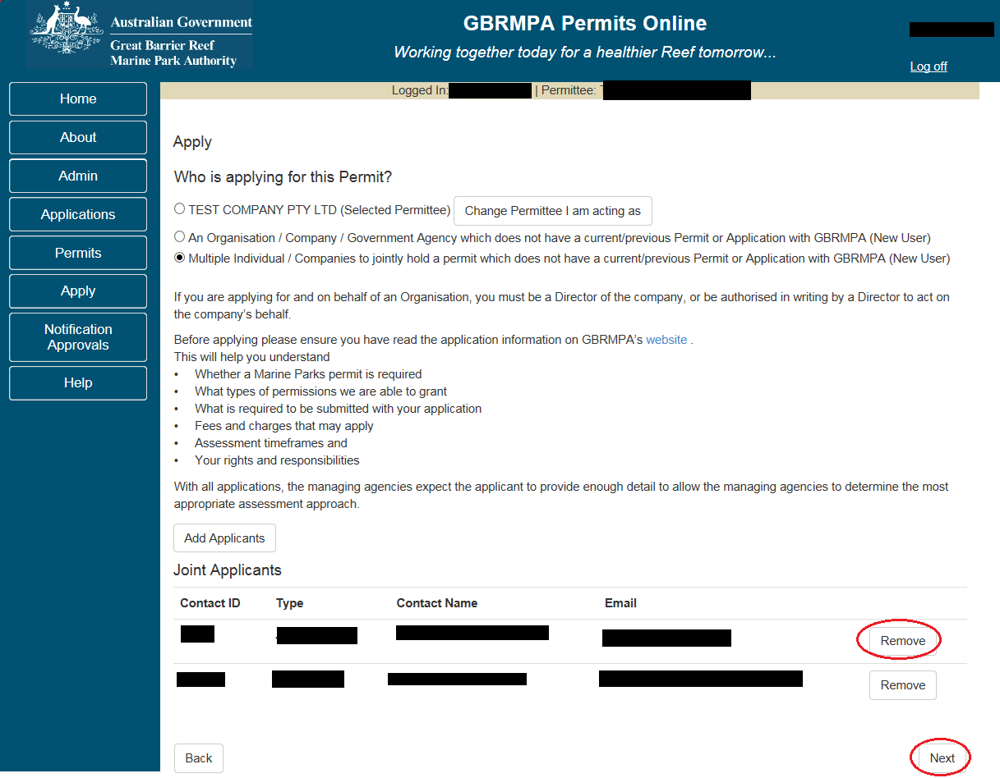 Australian Government
Great Barrier Reef
Marine Park Authority
GBRMPA Permits Online
Working together today for a healthier Reef tomorrow...
Log off
Home
About
Admin
Applications
Permits
Apply
Notification
Approvals
Help
Logged In: | Permittee:
Apply
Who is applying for this Permit?
TEST COMPANY PTY LTD (Selected Permittee) Change Permittee I am acting as
An Organisation / Company / Government Agency which does not have a current/previous Permit or Application with GBRMPA (New User)
Multiple Individual / Companies to jointly hold a permit which does not have a current/previous Permit or Application with GBRMPA (New User)
If you are applying for and on behalf of an Organisation, you must be a Director of the company, or be authorised in writing by a Director to act on
the company's behalf.
Before applying please ensure you have read the application information on GBRMPA's website .
This will help you understand
• Whether a Marine Parks permit is required
• What types of permissions we are able to grant
• What is required to be submitted with your application
• Fees and charges that may apply
• Assessment timeframes and
• Your rights and responsibilities
With all applications, the managing agencies expect the applicant to provide enough detail to allow the managing agencies to determine the most
appropriate assessment approach.
Add Applicants
Joint Applicants
Contact ID Type Contact Name Email
Remove
Remove
Back Next